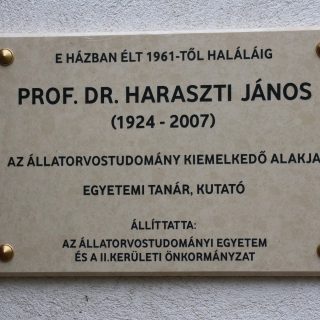 E HÁZBAN ÉLT 1961-TŐL HALÁLÁIG
PROF. DR. HARASZTI JÁNOS
(1924 - 2007)
AZ ÁLLATORVOSTUDOMÁNY KIEMELKEDŐ ALAKJA
EGYETEMI TANÁR, KUTATÓ
ÁLLÍTTATTA:
AZ ÁLLATORVOSTUDOMÁNYI EGYETEM
ÉS A II.KERÜLETI ÖNKORMÁNYZAT